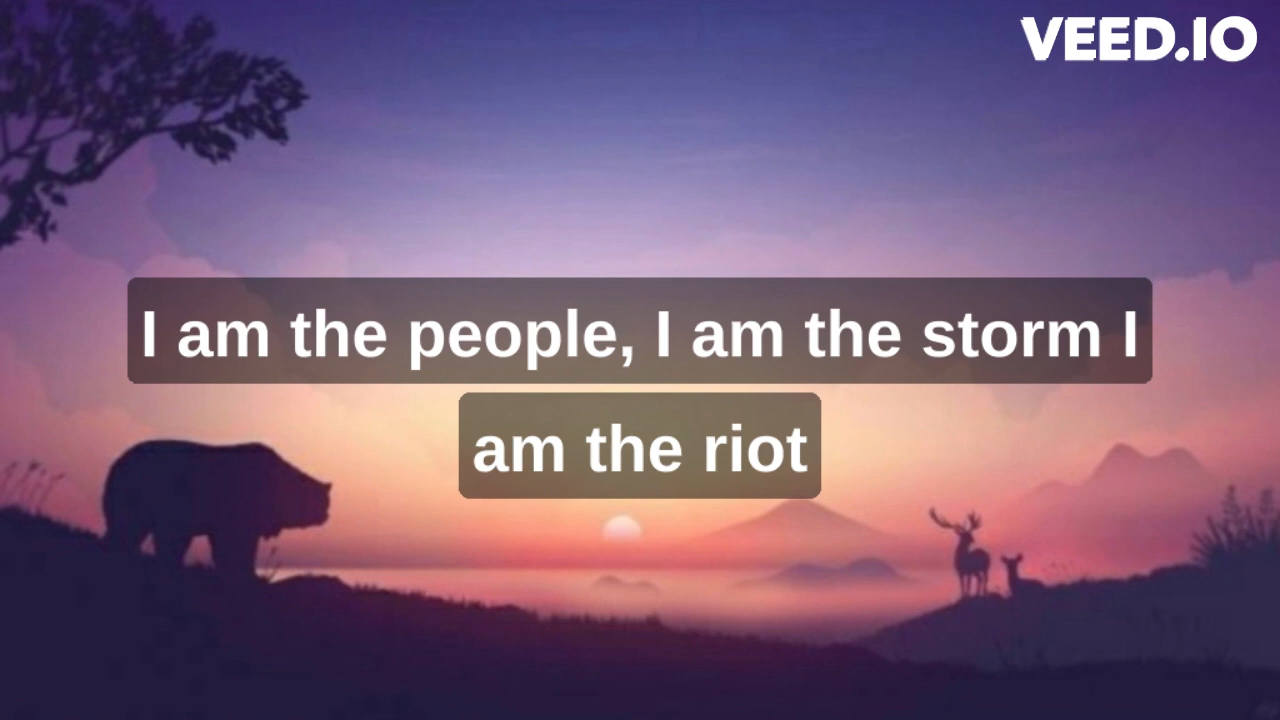 VEED.IO
I am the people, I am the storm I
am the riot